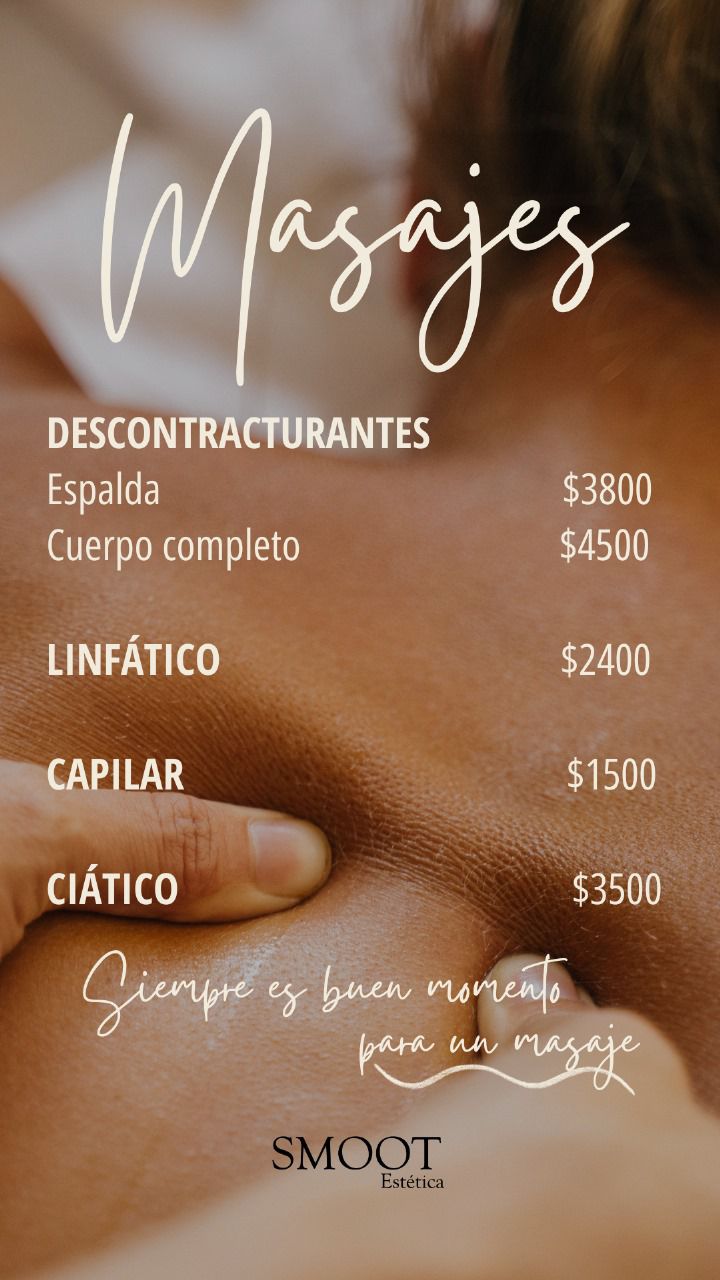 Masajes
DESCONTRACTURANTES
Espalda $3800
Cuerpo completo $4500
LINFÁTICO $2400
CAPILAR $1500
CIÁTICO $3500
Siempre es buen momento
para un masaje
SMOOT
Estética